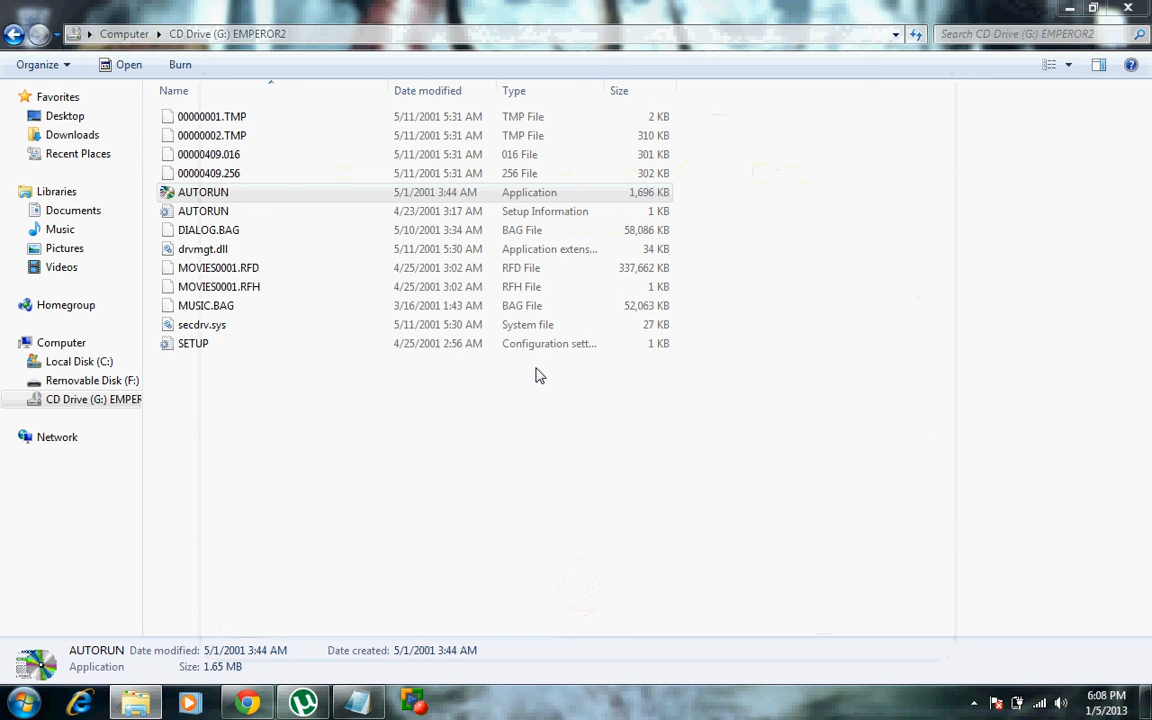 Computer CD Drive (G:) EMPEROR2 Search CD Drive (G:) EMPEROR2
Organize Open Burn
Name Date modified Type Size
Favorites
Desktop
Downloads
Recent Places
Libraries
Documents
Music
Pictures
Videos
Homegroup
Computer
Local Disk (C:)
Removable Disk (F:)
CD Drive (G:) EMPER
Network
00000001.TMP 5/11/2001 5:31 AM TMP File 2 KB
00000002.TMP 5/11/2001 5:31 AM TMP File 310 KB
00000409.016 5/11/2001 5:31 AM 016 File 301 KB
00000409.256 5/11/2001 5:31 AM 256 File 302 KB
AUTORUN 5/1/2001 3:44 AM Application 1,696 KB
AUTORUN 4/23/2001 3:17 AM Setup Information 1 KB
DIALOG.BAG 5/10/2001 3:34 AM BAG File 58,086 KB
drvmgt.dll 5/11/2001 5:30 AM Application extens... 34 KB
MOVIES0001.RFD 4/25/2001 3:02 AM RFD File 337,662 KB
MOVIES0001.RFH 4/25/2001 3:02 AM RFH File 1 KB
MUSIC.BAG 3/16/2001 1:43 AM BAG File 52,063 KB
secdrv.sys 5/11/2001 5:30 AM System file 27 KB
SETUP 4/25/2001 2:56 AM Configuration sett... 1 KB
AUTORUN Date modified: 5/1/2001 3:44 AM Date created: 5/1/2001 3:44 AM
Application Size: 1.65 MB
6:08 PM
1/5/2013